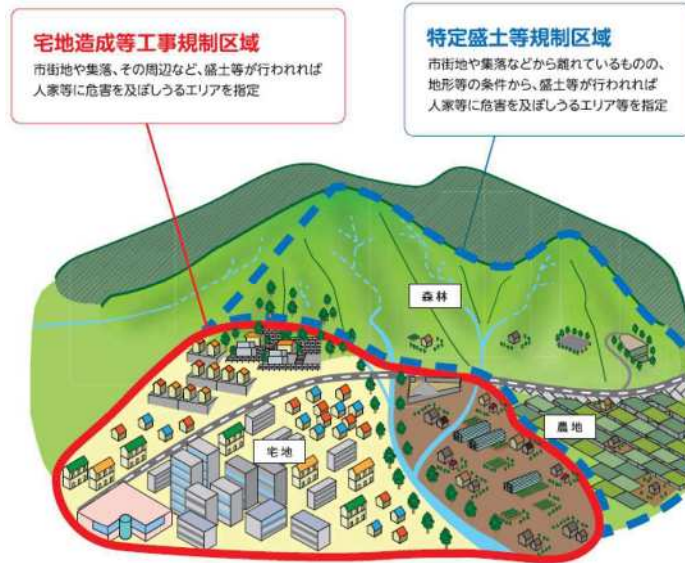 宅地造成等工事規制区域
市街地や集落、その周辺など、盛土等が行われれば
人家等に危害を及ぼしうるエリアを指定
特定盛土等規制区域
市街地や集落などから離れているものの、
地形等の条件から、盛土等が行われれば
人家等に危害を及ぼしうるエリア等を指定
森林
農地
宅地